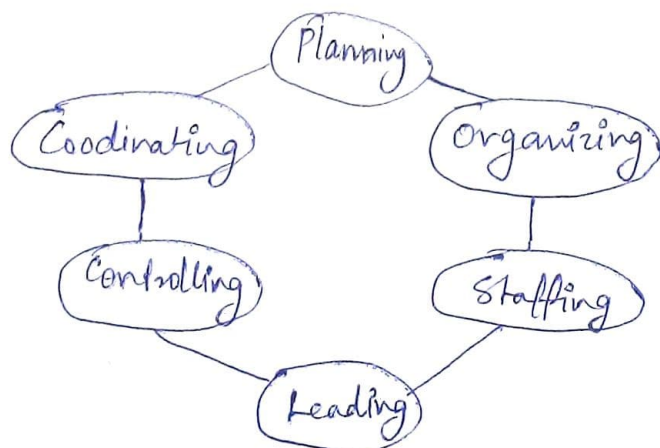 Planning
Coodinating
Organizing
Controlling
Staffing
Leading